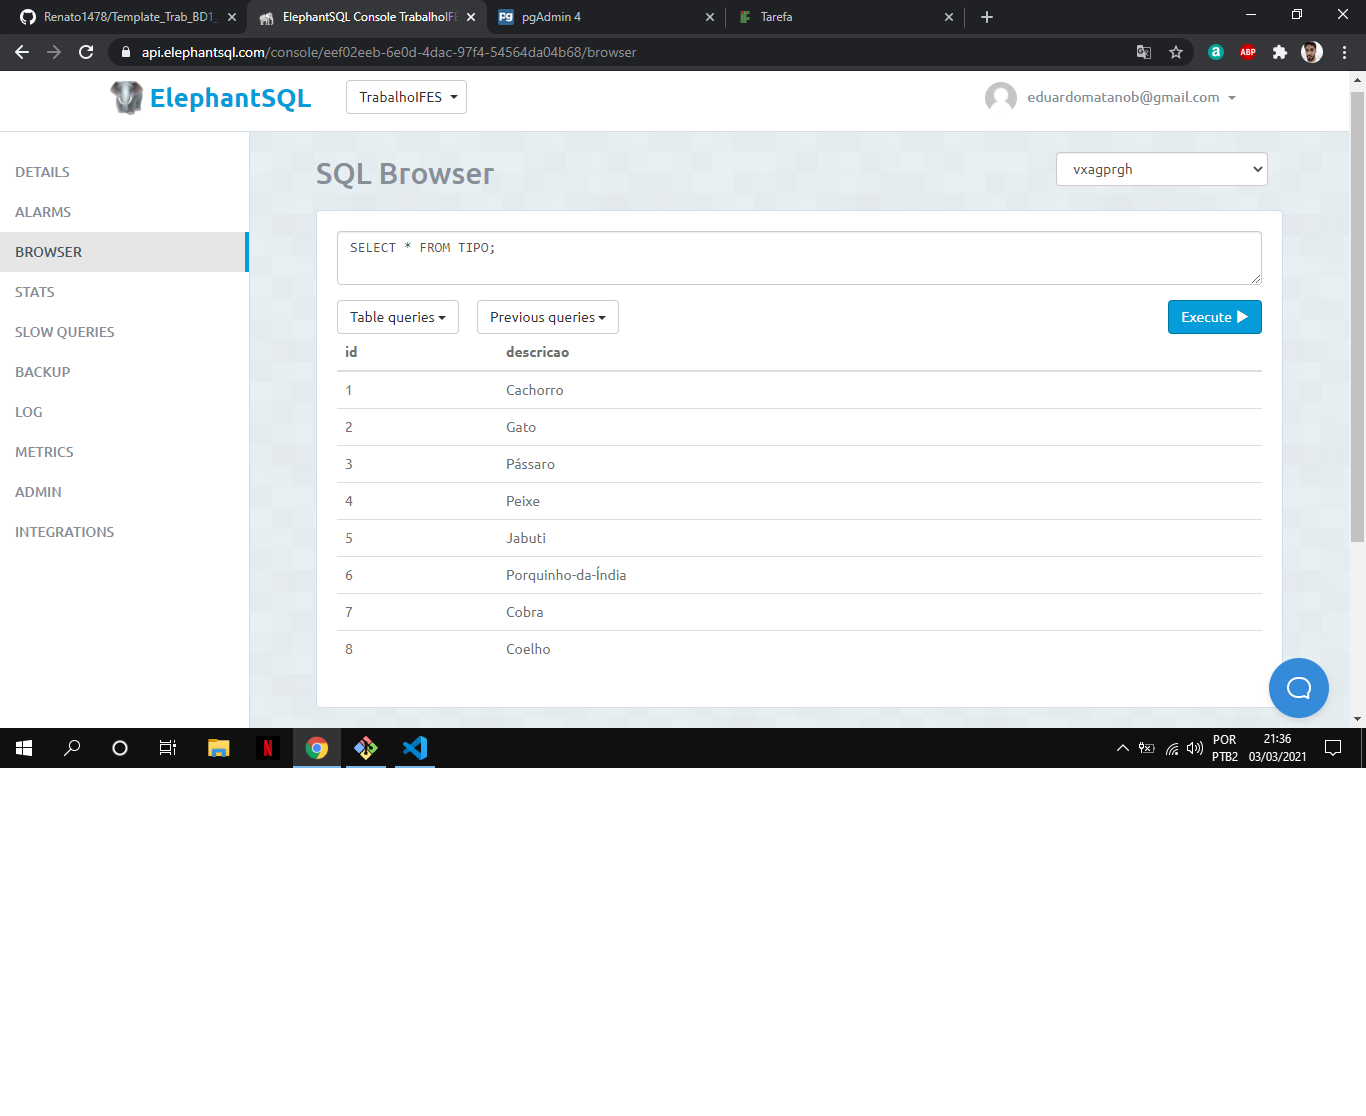 Renato1478/Template_Trab_BD1_
ElephantSQL Console TrabalhoIFE
pgAdmin 4
Tarefa
api.elephantsql.com/console/eef02eeb-6e0d-4dac-97f4-54564da04b68/browser
ABP
ElephantSQL
TrabalhoIFES
eduardomatanob@gmail.com
DETAILS
ALARMS
BROWSER
STATS
SLOW QUERIES
BACKUP
LOG
METRICS
ADMIN
INTEGRATIONS
SQL Browser
vxagprgh
SELECT * FROM TIPO;
Table queries
Previous queries
Execute
id descricao
1 Cachorro
2 Gato
3 Pássaro
4 Peixe
5 Jabuti
6 Porquinho-da-Índia
7 Cobra
8 Coelho
POR
PTB2
21:36
03/03/2021